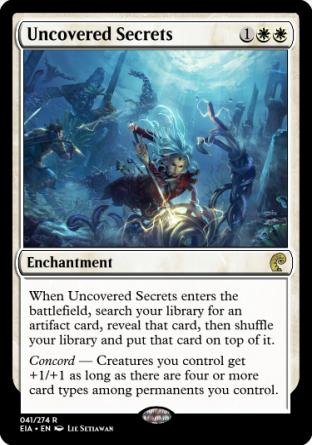 Uncovered Secrets 1
Enchantment
When Uncovered Secrets enters the
battlefield, search your library for an
artifact card, reveal that card, then shuffle
your library and put that card on top of it.
Concord — Creatures you control get
+1/+1 as long as there are four or more
card types among permanents you control.
041/274 R
EIA • EN Lie Setiawan